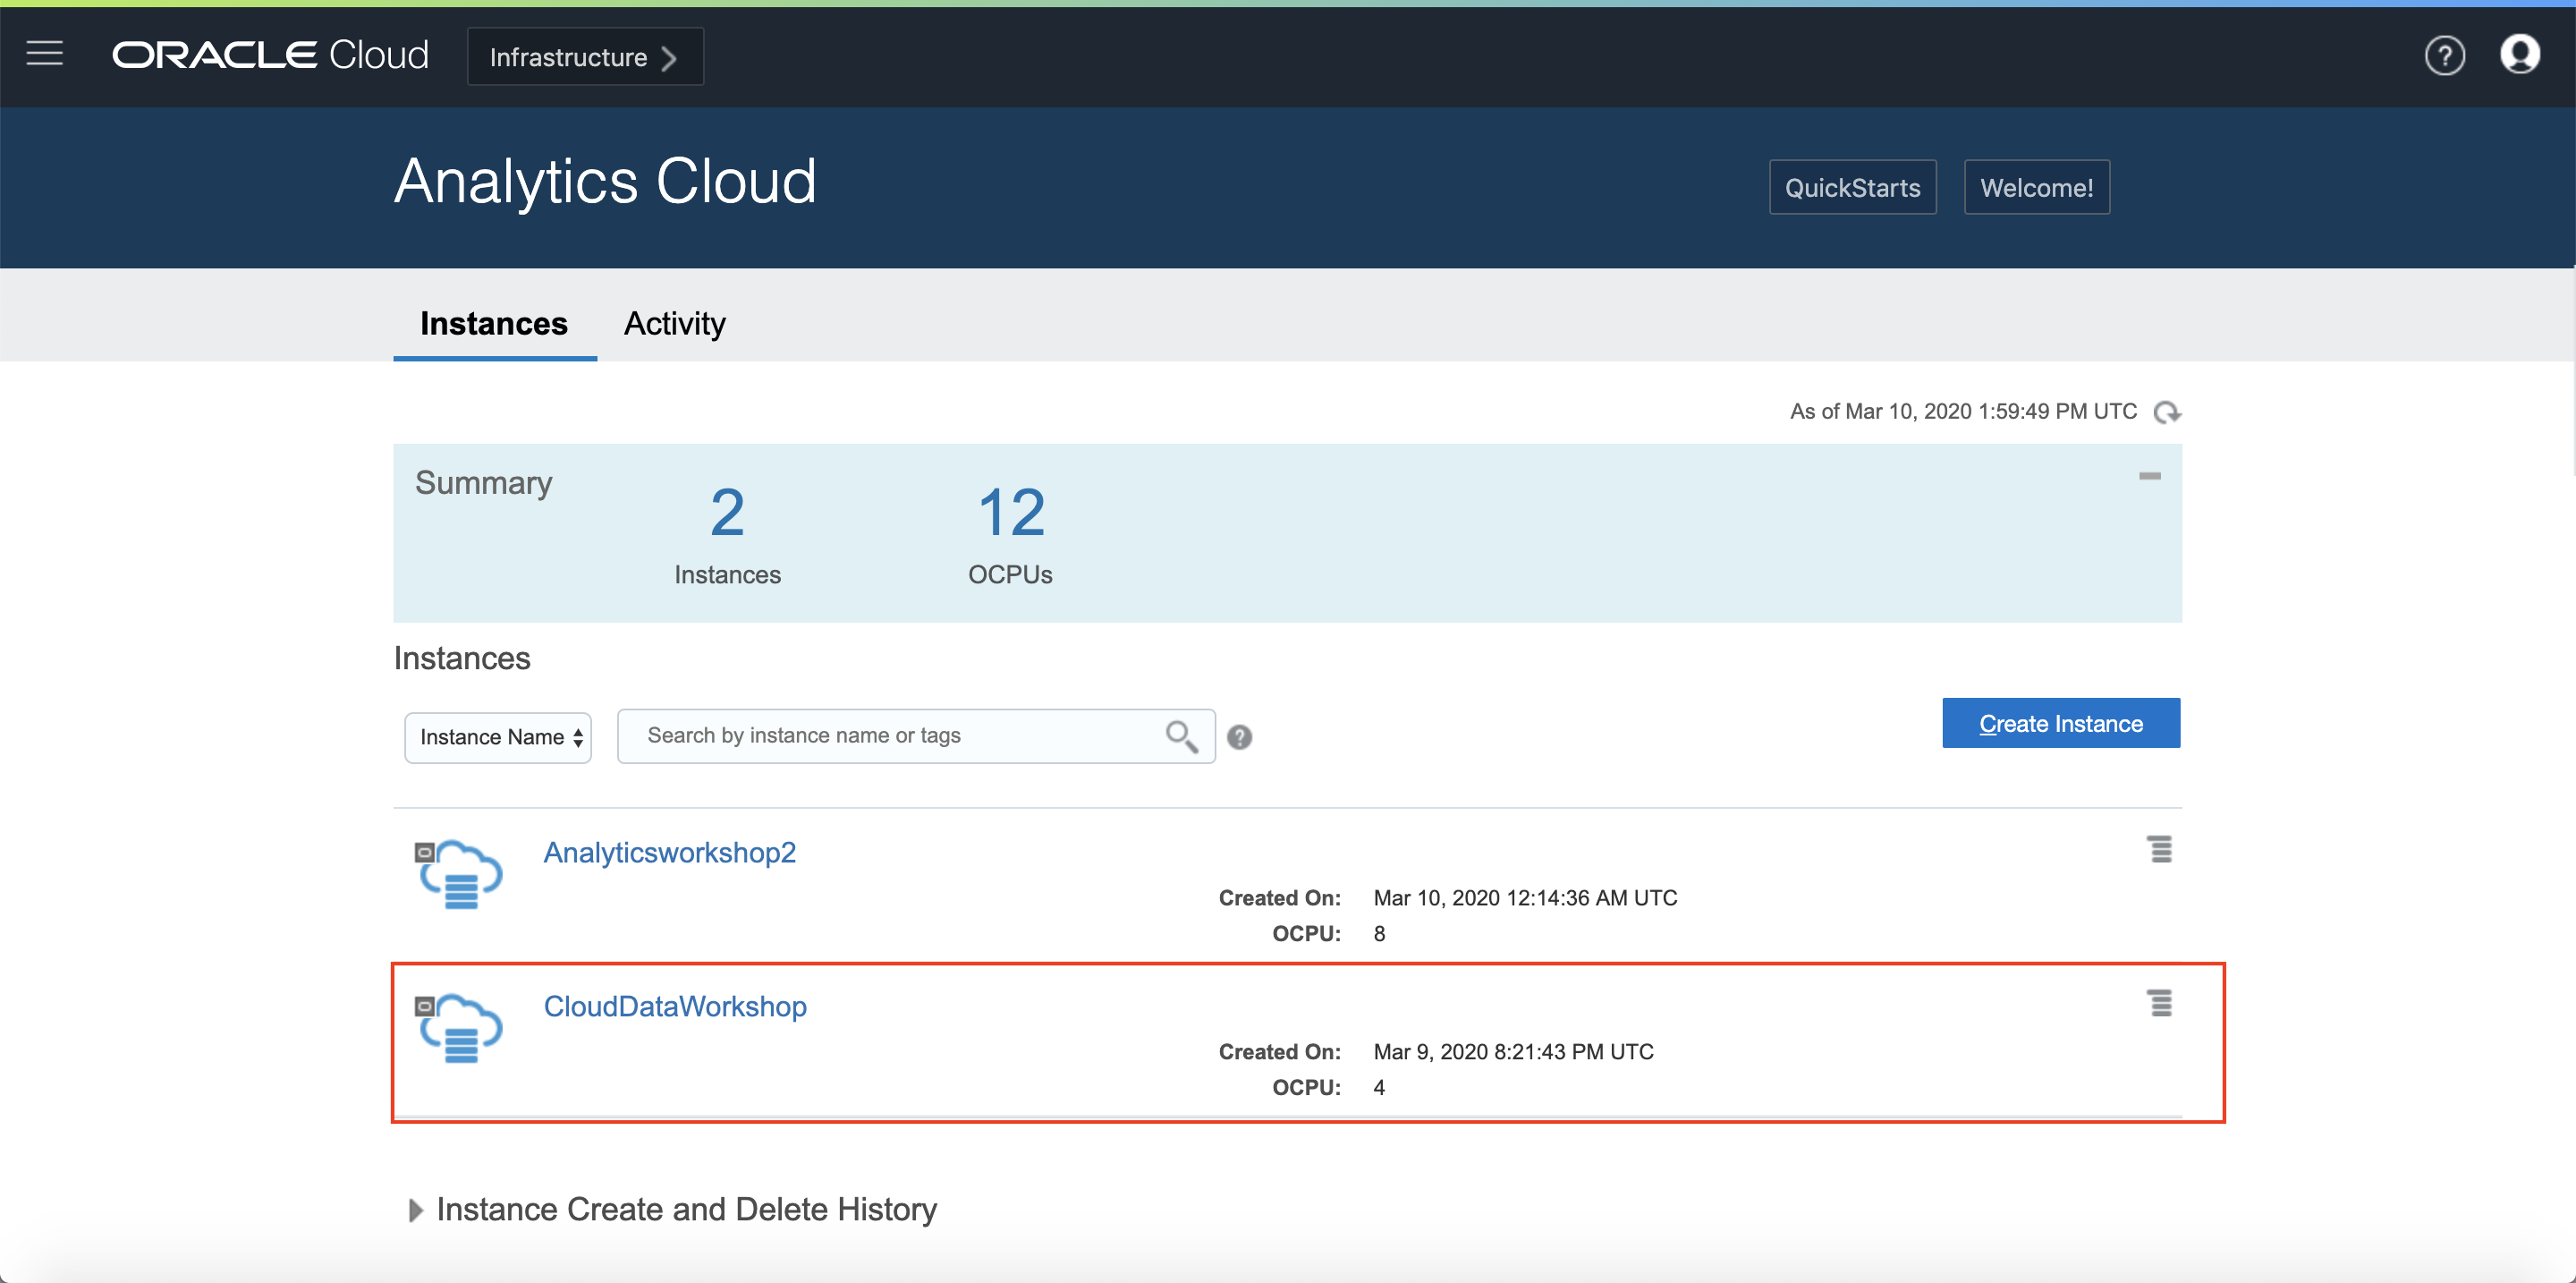 ORACLE Cloud
Infrastructure
Analytics Cloud
QuickStarts
Welcome!
Instances
Activity
As of Mar 10, 2020 1:59:49 PM UTC
Summary
2
12
Instances
OCPUs
Instances
Instance Name
Search by instance name or tags
Create Instance
Analyticsworkshop2
Created On: Mar 10, 2020 12:14:36 AM UTC
OCPU: 8
CloudDataWorkshop
Created On: Mar 9, 2020 8:21:43 PM UTC
OCPU: 4
Instance Create and Delete History